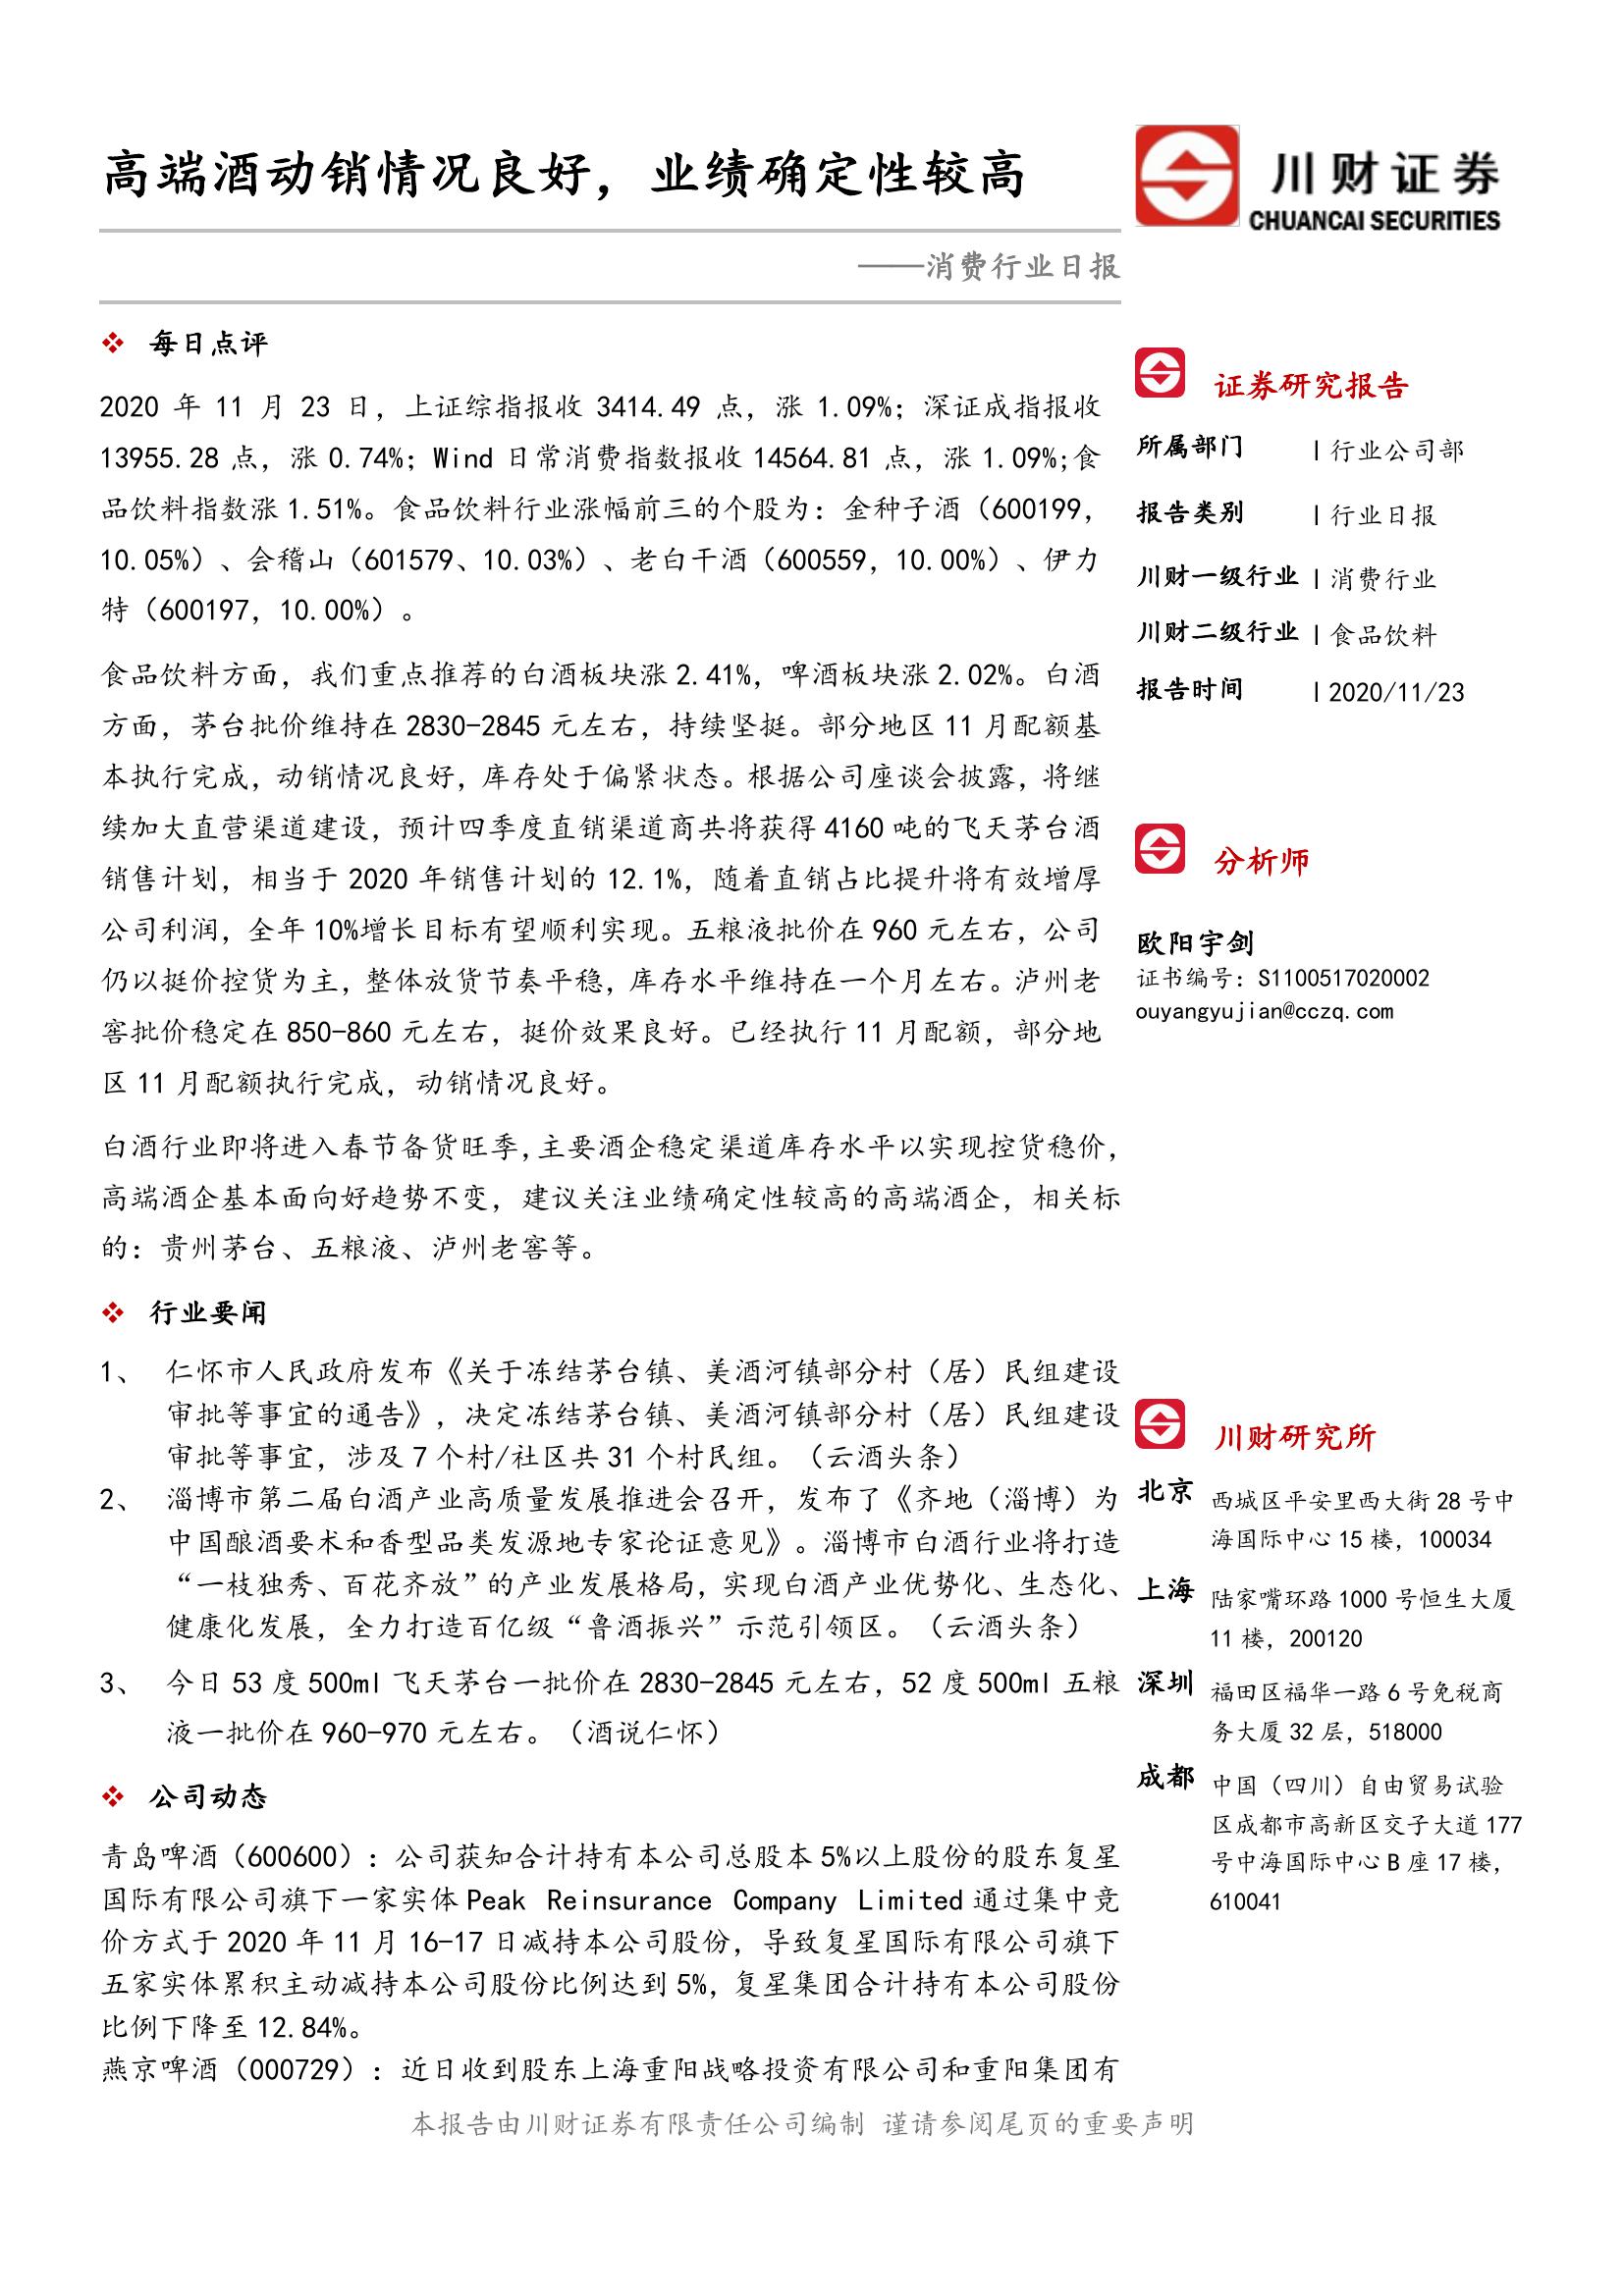 高端酒动销情况良好，业绩确定性较高
川财证券
CHUANCAI SECURITIES
——消费行业日报
❖ 每日点评
2020 年 11 月 23 日，上证综指报收 3414.49 点，涨 1.09%；深证成指报收
13955.28 点，涨 0.74%；Wind 日常消费指数报收 14564.81 点，涨 1.09%;食
品饮料指数涨 1.51%。食品饮料行业涨幅前三的个股为：金种子酒（600199，
10.05%）、会稽山（601579、10.03%）、老白干酒（600559，10.00%）、伊力
特（600197，10.00%）。
食品饮料方面，我们重点推荐的白酒板块涨 2.41%，啤酒板块涨 2.02%。白酒
方面，茅台批价维持在 2830-2845 元左右，持续坚挺。部分地区 11 月配额基
本执行完成，动销情况良好，库存处于偏紧状态。根据公司座谈会披露，将继
续加大直营渠道建设，预计四季度直销渠道商共将获得 4160 吨的飞天茅台酒
销售计划，相当于 2020 年销售计划的 12.1%，随着直销占比提升将有效增厚
公司利润，全年 10%增长目标有望顺利实现。五粮液批价在 960 元左右，公司
仍以挺价控货为主，整体放货节奏平稳，库存水平维持在一个月左右。泸州老
窖批价稳定在 850-860 元左右，挺价效果良好。已经执行 11 月配额，部分地
区 11 月配额执行完成，动销情况良好。
白酒行业即将进入春节备货旺季，主要酒企稳定渠道库存水平以实现控货稳价，
高端酒企基本面向好趋势不变，建议关注业绩确定性较高的高端酒企，相关标
的：贵州茅台、五粮液、泸州老窖等。
❖ 行业要闻
1、 仁怀市人民政府发布《关于冻结茅台镇、美酒河镇部分村（居）民组建设
审批等事宜的通告》，决定冻结茅台镇、美酒河镇部分村（居）民组建设
审批等事宜，涉及 7 个村/社区共 31 个村民组。（云酒头条）
2、 淄博市第二届白酒产业高质量发展推进会召开，发布了《齐地（淄博）为
中国酿酒要术和香型品类发源地专家论证意见》。淄博市白酒行业将打造
“一枝独秀、百花齐放”的产业发展格局，实现白酒产业优势化、生态化、
健康化发展，全力打造百亿级“鲁酒振兴”示范引领区。（云酒头条）
3、 今日 53 度 500ml 飞天茅台一批价在 2830-2845 元左右，52 度 500ml 五粮
液一批价在 960-970 元左右。（酒说仁怀）
❖ 公司动态
青岛啤酒（600600）：公司获知合计持有本公司总股本 5%以上股份的股东复星
国际有限公司旗下一家实体 Peak Reinsurance Company Limited 通过集中竞
价方式于 2020 年 11 月 16-17 日减持本公司股份，导致复星国际有限公司旗下
五家实体累积主动减持本公司股份比例达到 5%，复星集团合计持有本公司股份
比例下降至 12.84%。
燕京啤酒（000729）：近日收到股东上海重阳战略投资有限公司和重阳集团有
证券研究报告
所属部门 | 行业公司部
报告类别 | 行业日报
川财一级行业 | 消费行业
川财二级行业 | 食品饮料
报告时间 | 2020/11/23
分析师
欧阳宇剑
证书编号：S1100517020002
ouyangyujian@cczq.com
川财研究所
北京 西城区平安里西大街 28 号中
海国际中心 15 楼，100034
上海 陆家嘴环路 1000 号恒生大厦
11 楼，200120
深圳 福田区福华一路 6 号免税商
务大厦 32 层，518000
成都 中国（四川）自由贸易试验
区成都市高新区交子大道 177
号中海国际中心 B 座 17 楼，
610041
本报告由川财证券有限责任公司编制 谨请参阅尾页的重要声明